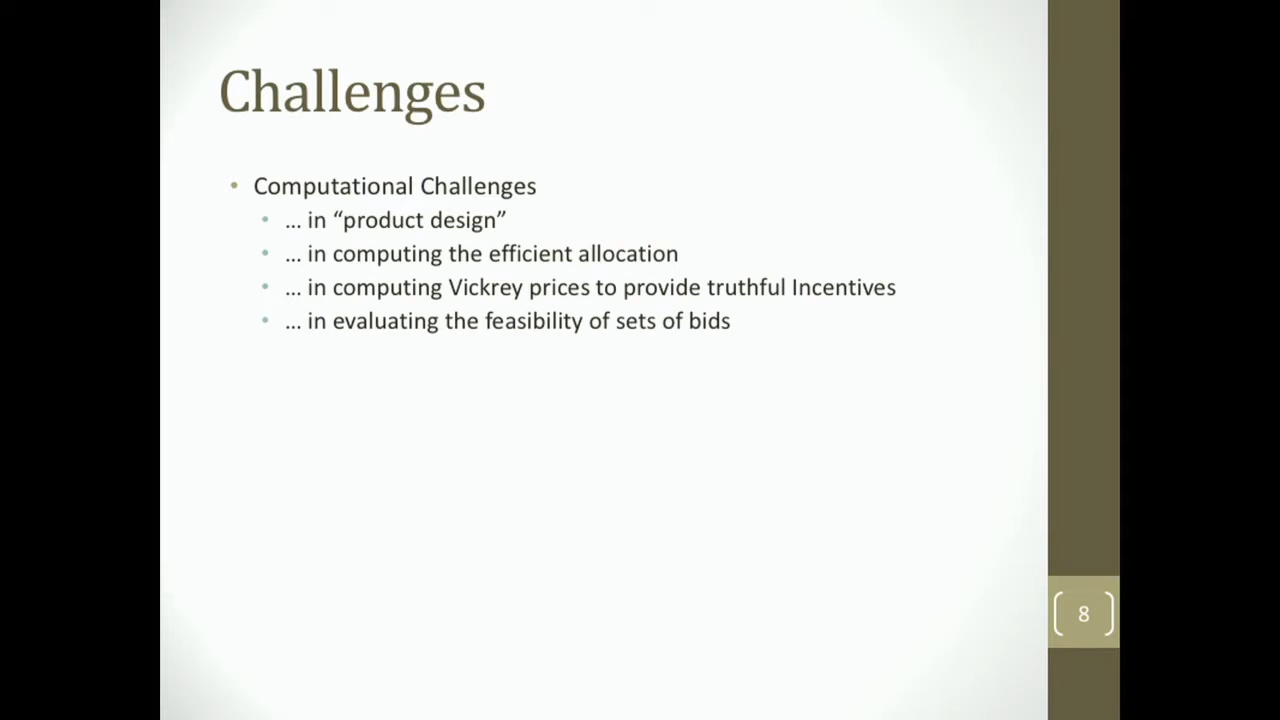 Challenges
• Computational Challenges
• … in “product design”
• … in computing the efficient allocation
• … in computing Vickrey prices to provide truthful Incentives
• … in evaluating the feasibility of sets of bids
8